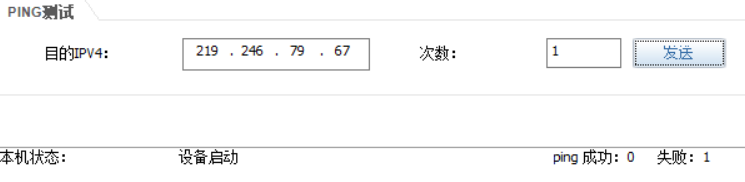 PING测试
目的IPV4： 219 . 246 . 79 . 67 次数： 1 发送
本机状态： 设备启动 ping 成功：0 失败：1